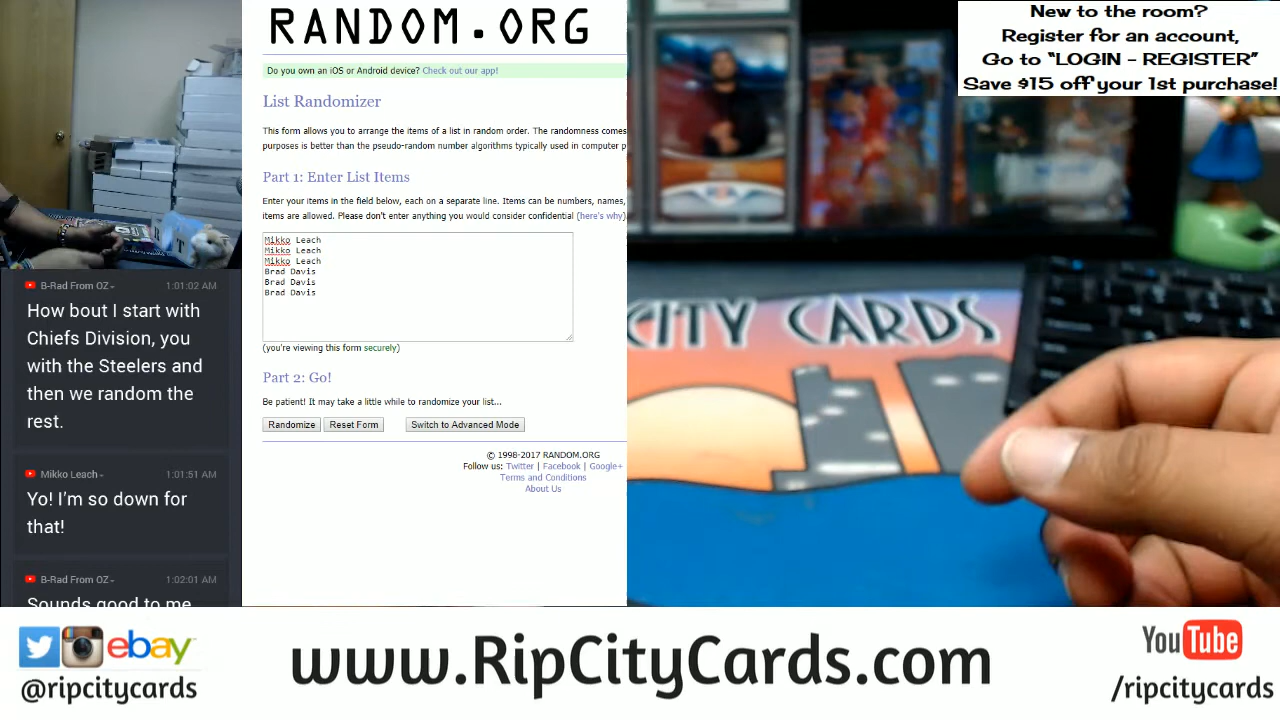 RANDOM.ORG
Do you own an iOS or Android device? Check out our app!
List Randomizer
This form allows you to arrange the items of a list in random order. The randomness comes
purposes is better than the pseudo-random number algorithms typically used in computer p
Part 1: Enter List Items
Enter your items in the field below, each on a separate line. Items can be numbers, names,
items are allowed. Please don't enter anything you would consider confidential (here's why)
Mikko Leach
Mikko Leach
Mikko Leach
Brad Davis
Brad Davis
Brad Davis
(you're viewing this form securely)
Part 2: Go!
Be patient! It may take a little while to randomize your list...
Randomize Reset Form Switch to Advanced Mode
© 1998-2017 RANDOM.ORG
Follow us: Twitter | Facebook | Google+
Terms and Conditions
About Us
B-Rad From OZ 1:01:02 AM
How bout I start with
Chiefs Division, you
with the Steelers and
then we random the
rest.
Mikko Leach 1:01:51 AM
Yo! I'm so down for
that!
B-Rad From OZ 1:02:01 AM
Sounds good to me
New to the room?
Register for an account,
Go to "LOGIN - REGISTER"
Save $15 off your 1st purchase!
CITY CARDS
ebay
@ripcitycards
www.RipCityCards.com
YouTube
/ripcitycards